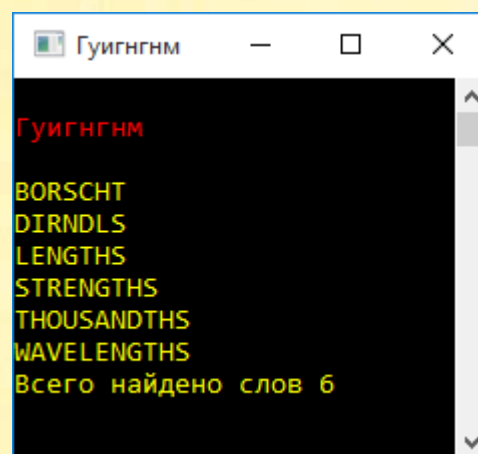 Гуигнгнм
Гуигнгнм
BORSCHT
DIRNDLS
LENGTHS
STRENGTHS
THOUSANDTHS
WAVELENGTHS
Всего найдено слов 6